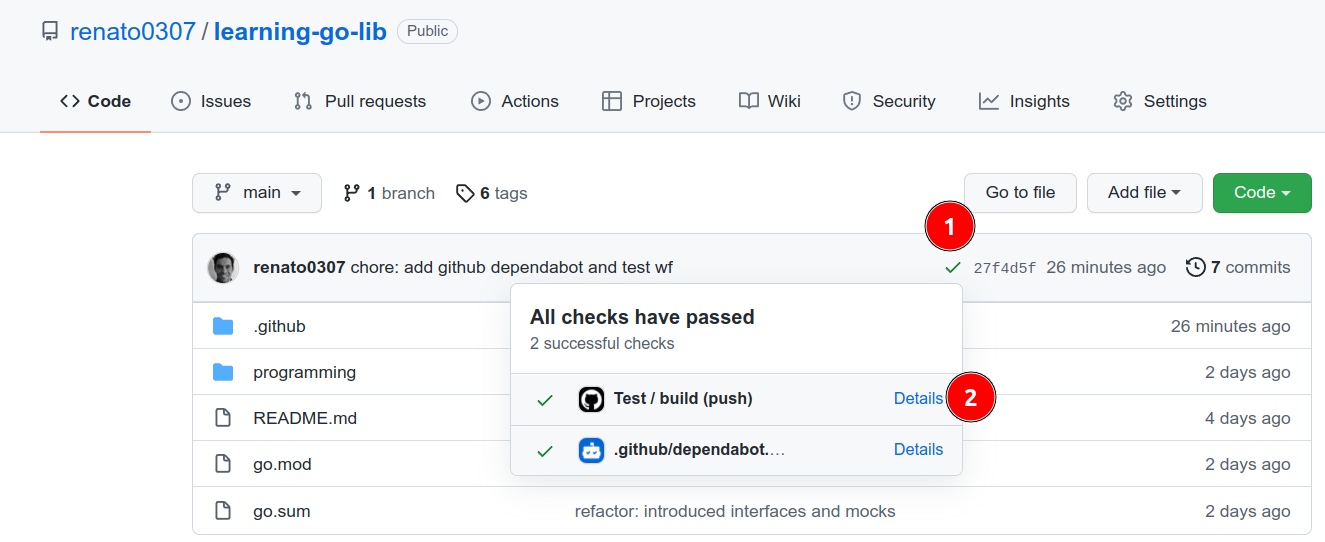 renato0307 / learning-go-lib Public
Code Issues Pull requests Actions Projects Wiki Security Insights Settings
main 1 branch 6 tags Go to file Add file Code
1
renato0307 chore: add github dependabot and test wf 27f4d5f 26 minutes ago 7 commits
All checks have passed
2 successful checks
.github 26 minutes ago
programming 2 days ago
Test / build (push) Details 2
README.md 4 days ago
.github/dependabot.… Details
go.mod 2 days ago
go.sum refactor: introduced interfaces and mocks 2 days ago